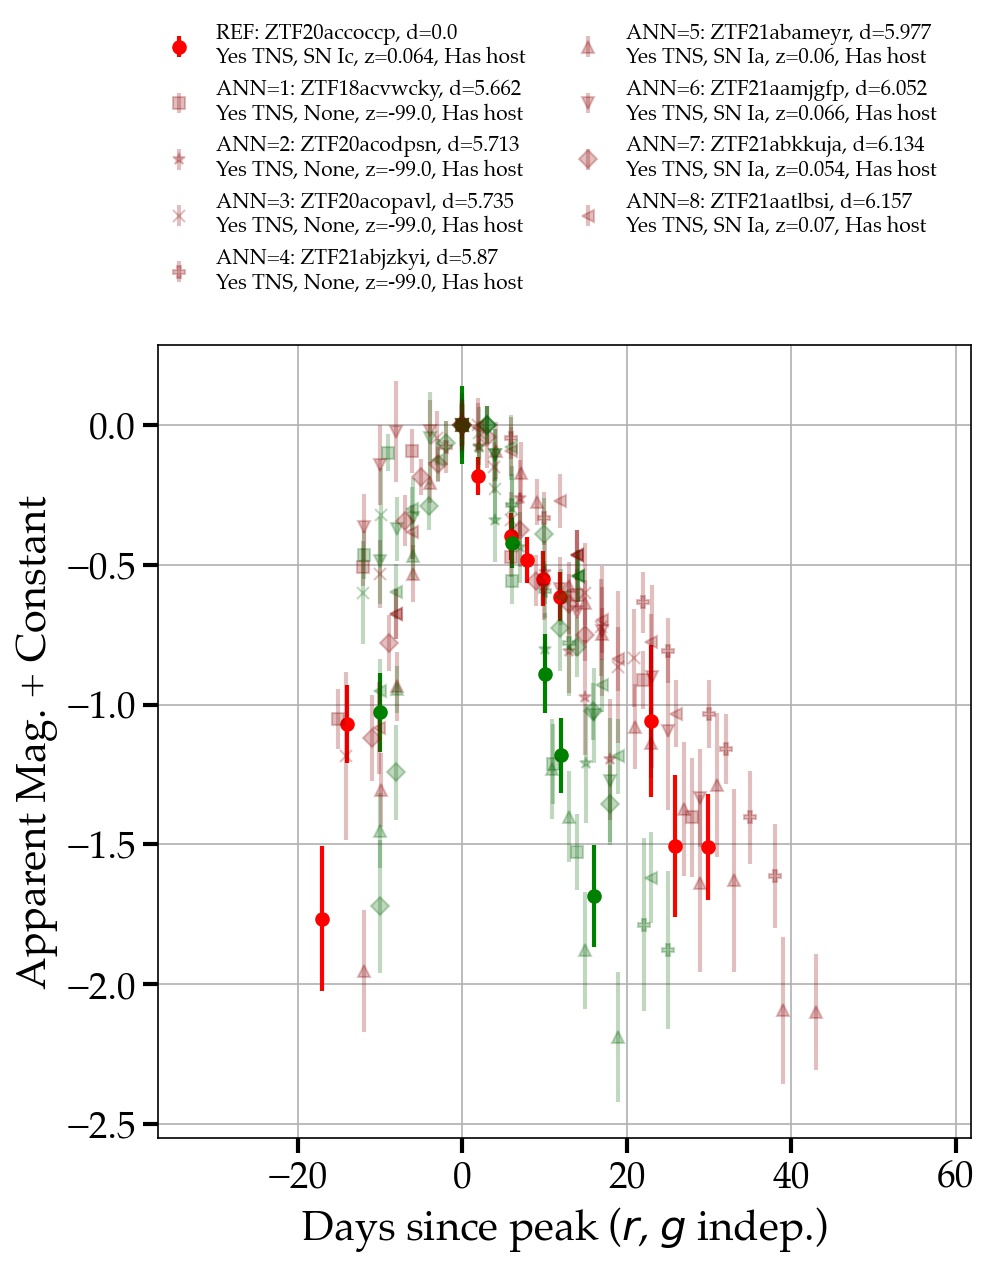 REF: ZTF20accoccp, d=0.0
Yes TNS, SN Ic, z=0.064, Has host
ANN=1: ZTF18acvwcky, d=5.662
Yes TNS, None, z=-99.0, Has host
ANN=2: ZTF20acodpsn, d=5.713
Yes TNS, None, z=-99.0, Has host
ANN=3: ZTF20acopavl, d=5.735
Yes TNS, None, z=-99.0, Has host
ANN=4: ZTF21abjzkyi, d=5.87
Yes TNS, None, z=-99.0, Has host
ANN=5: ZTF21abameyr, d=5.977
Yes TNS, SN Ia, z=0.06, Has host
ANN=6: ZTF21aamjgfp, d=6.052
Yes TNS, SN Ia, z=0.066, Has host
ANN=7: ZTF21abkkuja, d=6.134
Yes TNS, SN Ia, z=0.054, Has host
ANN=8: ZTF21aatlbsi, d=6.157
Yes TNS, SN Ia, z=0.07, Has host
Apparent Mag. + Constant
0.0
−0.5
−1.0
−1.5
−2.0
−2.5
−20 0 20 40 60
Days since peak (r, g indep.)